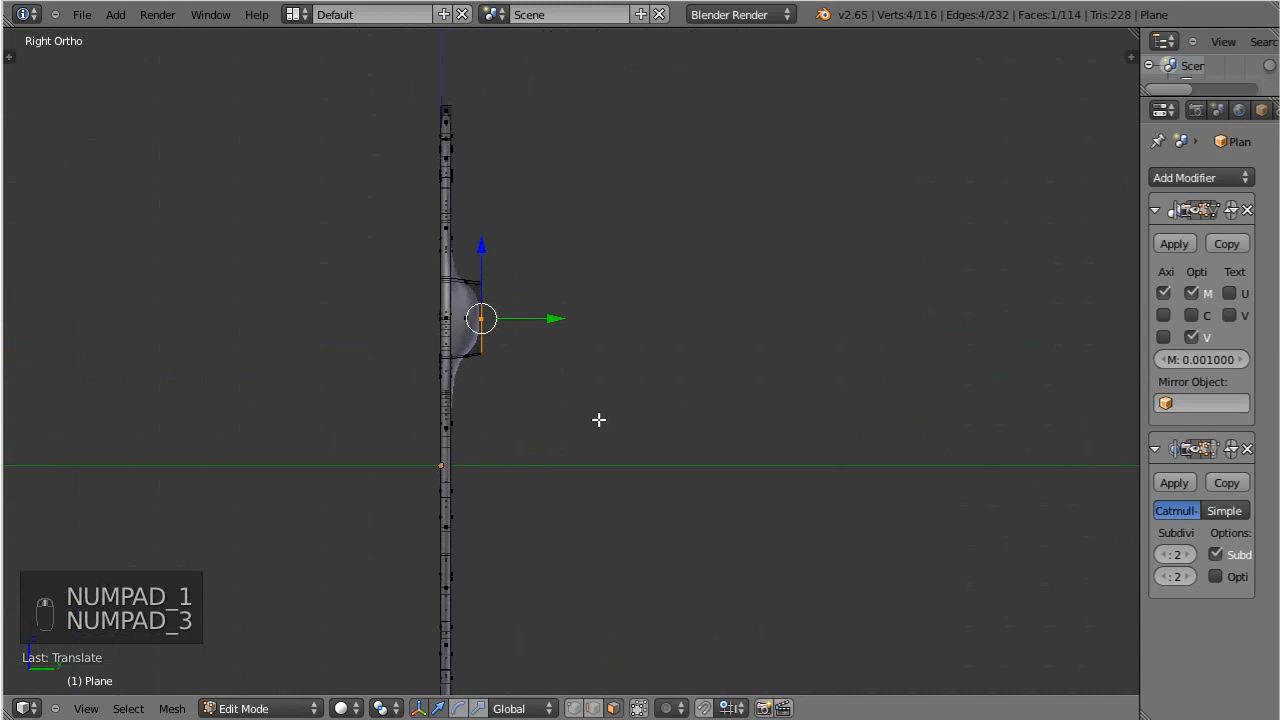 File Add Render Window Help Default Scene Blender Render v2.65 | Verts:4/116 | Edges:4/232 | Faces:1/114 | Tris:228 | Plane
Right Ortho
View Searc
Scer
Plan
Add Modifier
Apply Copy
Axi Opti Text
M U
C V
V
M: 0.001000
Mirror Object:
Apply Copy
Catmull- Simple
Subdivi Options:
: 2 Subd
: 2 Opti
NUMPAD_1
NUMPAD_3
Last: Translate
(1) Plane
View Select Mesh Edit Mode Global